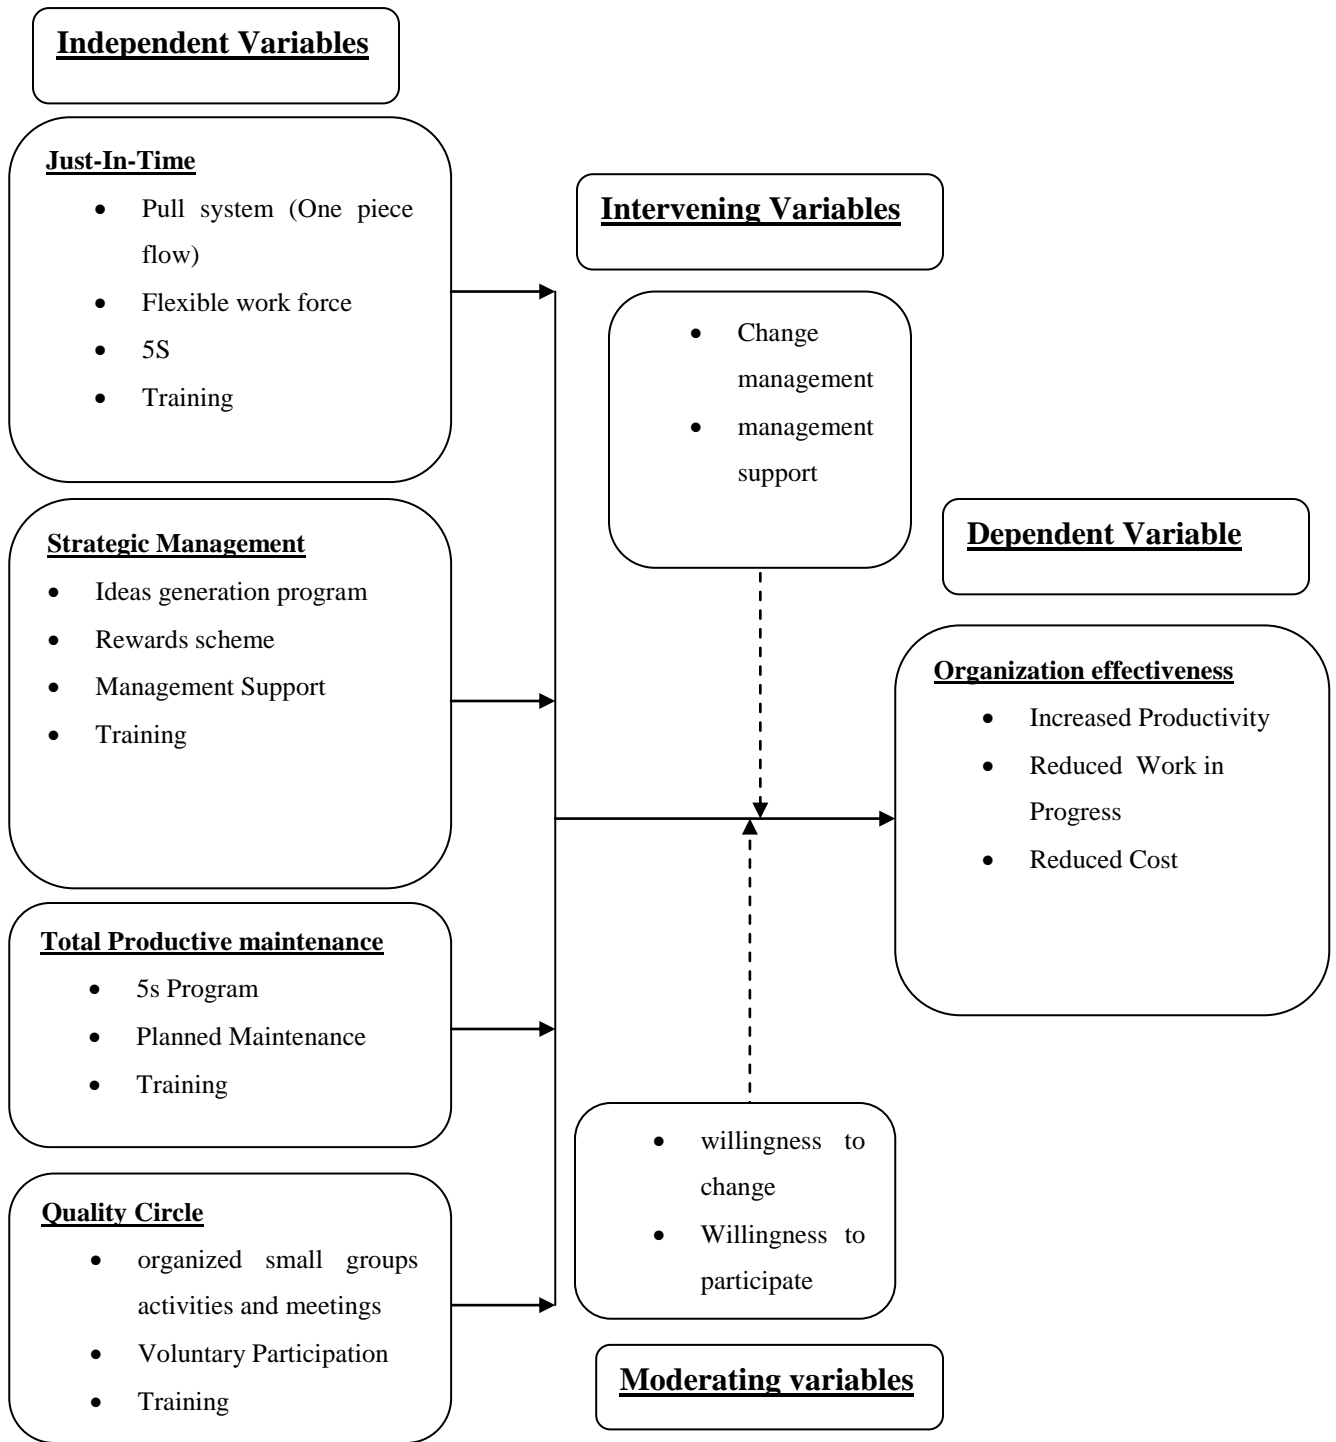 Independent Variables
Just-In-Time
• Pull system (One piece
flow)
• Flexible work force
• 5S
• Training
Strategic Management
• Ideas generation program
• Rewards scheme
• Management Support
• Training
Total Productive maintenance
• 5s Program
• Planned Maintenance
• Training
Quality Circle
• organized small groups
activities and meetings
• Voluntary Participation
• Training
Intervening Variables
• Change
management
• management
support
• willingness to
change
• Willingness to
participate
Moderating variables
Dependent Variable
Organization effectiveness
• Increased Productivity
• Reduced Work in
Progress
• Reduced Cost